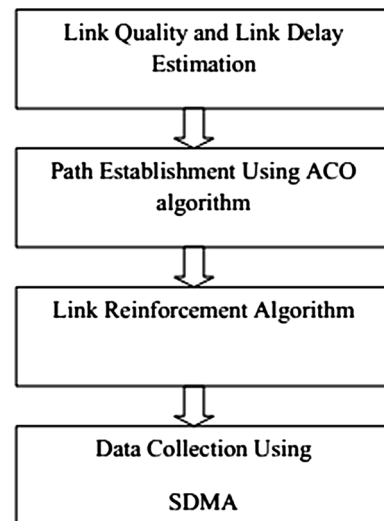 Link Quality and Link Delay
Estimation
Path Establishment Using ACO
algorithm
Link Reinforcement Algorithm
Data Collection Using
SDMA